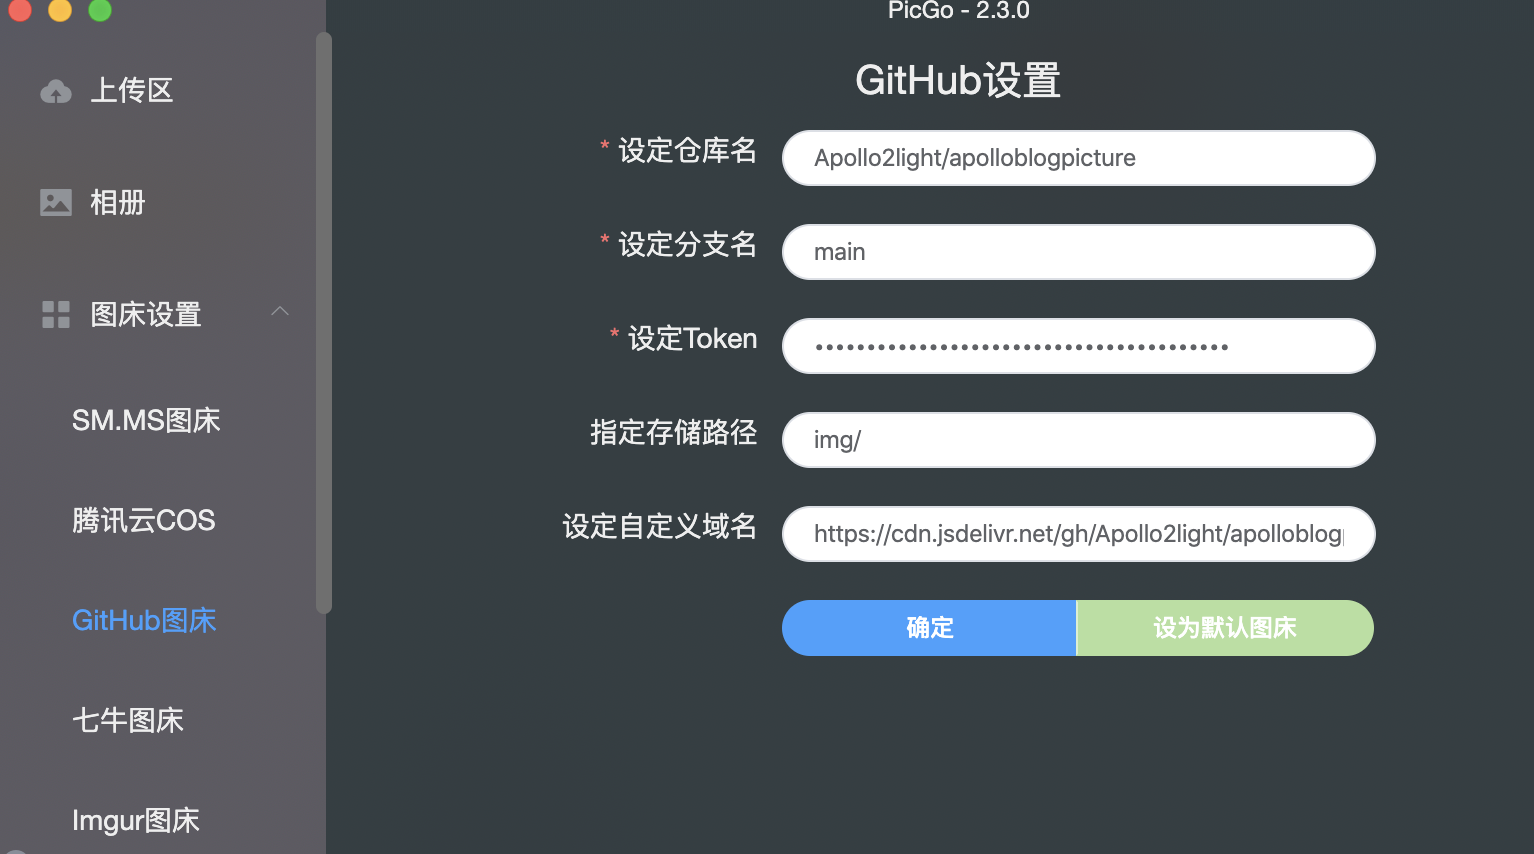 PicGo - 2.3.0
上传区
相册
图床设置
SM.MS图床
腾讯云COS
GitHub图床
七牛图床
Imgur图床
GitHub设置
* 设定仓库名
Apollo2light/apolloblogpicture
* 设定分支名
main
* 设定Token
••••••••••••••••••••••••••••••••••••••••
指定存储路径
img/
设定自定义域名
https://cdn.jsdelivr.net/gh/Apollo2light/apolloblog
确定
设为默认图床